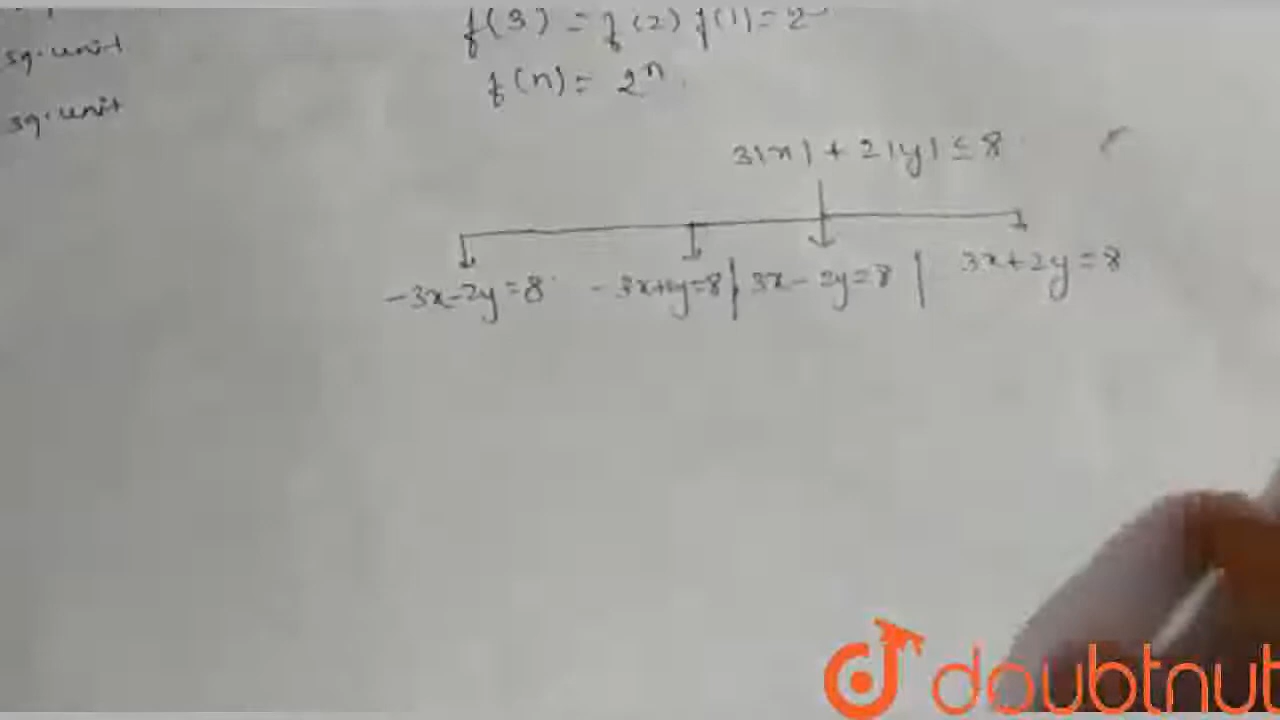 f(3) = f(2) f(1) = 2
sq. unit
f(n) = 2ⁿ.
sq. unit
3|x| + 2|y| ≤ 8
-3x-2y=8 -3x+2y=8 | 3x-2y=8 | 3x+2y=8
doubtnut